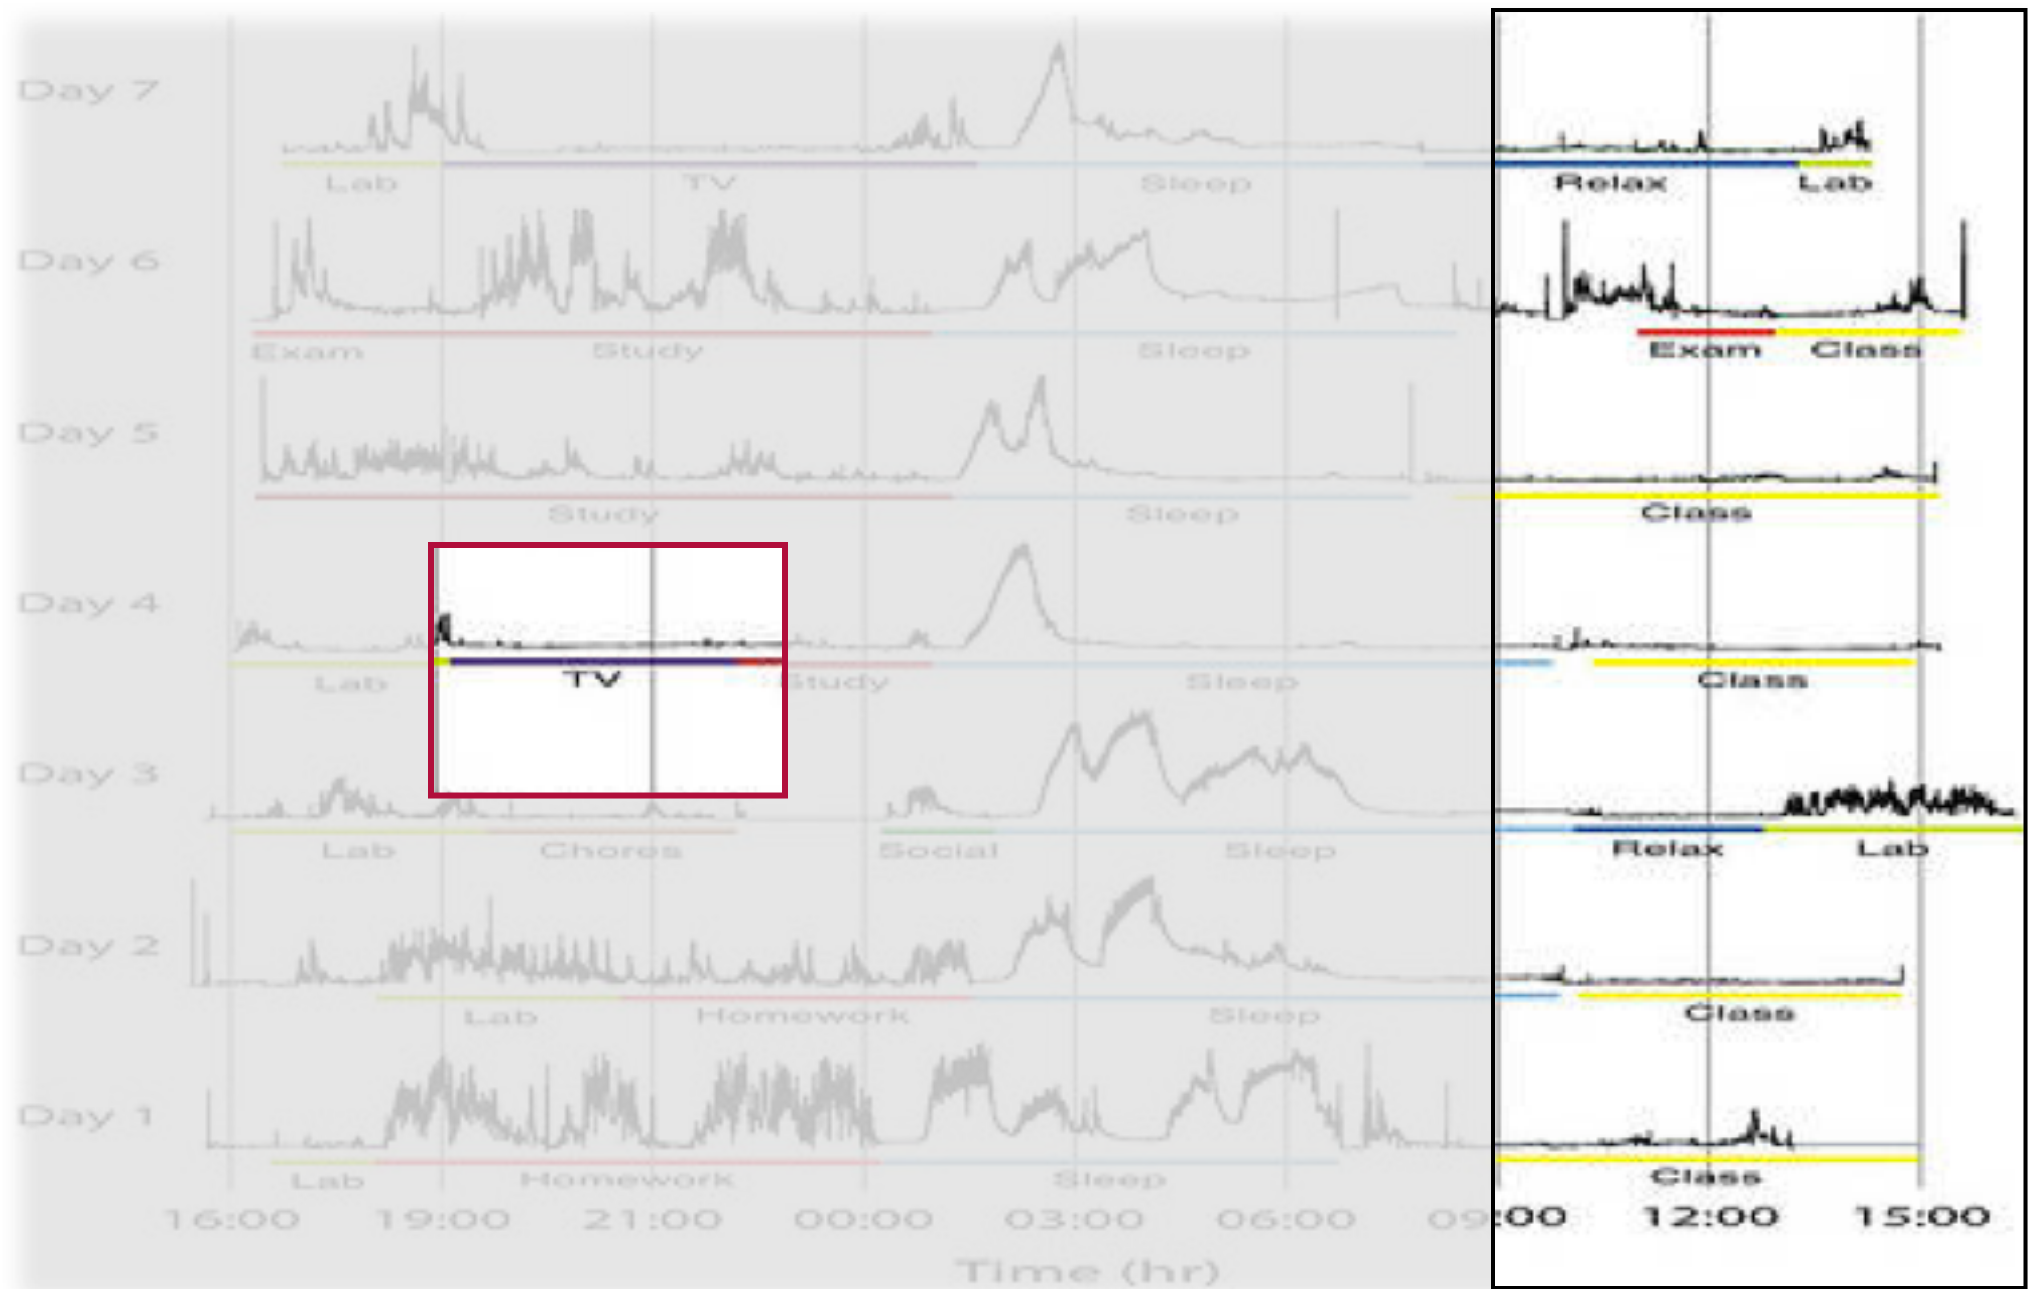 Day 7
Lab TV Sleep Relax Lab
Day 6
Exam Study Sleep Exam Class
Day 5
Study Sleep Class
Day 4
Lab TV Study Sleep Class
Day 3
Lab Chores Social Sleep Relax Lab
Day 2
Lab Homework Sleep Class
Day 1
Lab Homework Sleep Class
16:00 19:00 21:00 00:00 03:00 06:00 09:00 12:00 15:00
Time (hr)